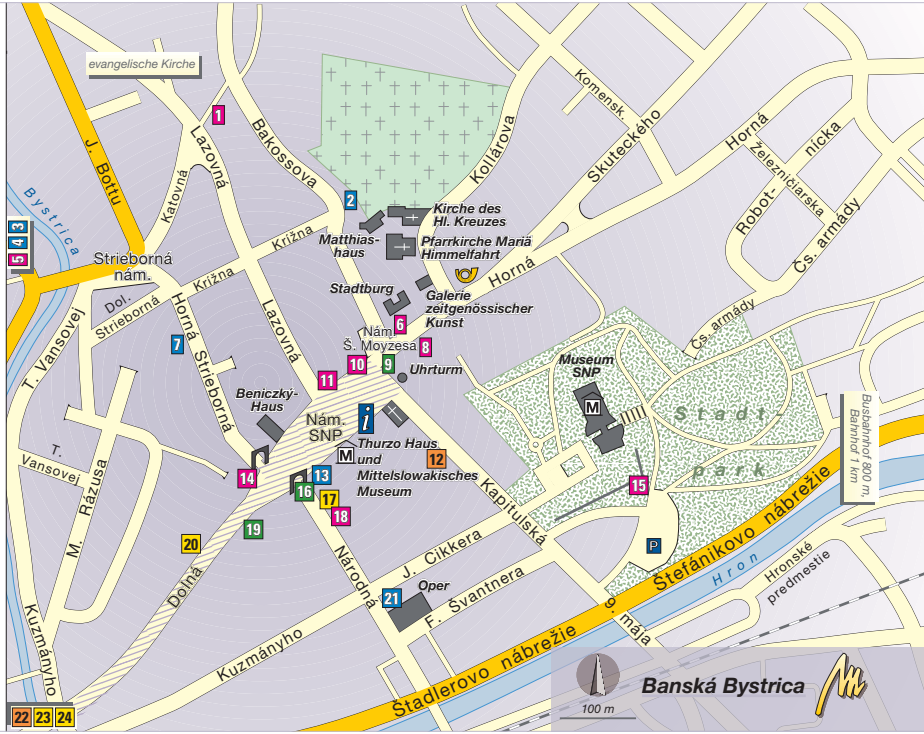 evangelische Kirche
1
J. Bottu
Lazovná
Bakossova
Katovná
Kollárova
Komensk.
Skuteckého
Horná
Železničiarska
Robot-
nicka
Čs. armády
2
Bystrica
3
4
5
Kirche des
Hl. Kreuzes
Matthias-
haus
Pfarrkirche Mariä
Himmelfahrt
Strieborná
nám.
Križna
Križna
Horná
Stadtburg
Galerie
zeitgenössischer
Kunst
Dol.
Strieborná
Horná Strieborná
Lazovná
T. Vansovej
7
6
Nám.
Š. Moyzesa
8
Čs. armády
10
9
11
Uhrturm
Museum
SNP
M
Beniczky-
Haus
Nám.
SNP
i
Stadt-
park
Busbahnhof 800 m,
Bahnhof 1 km
Thurzo Haus
und
Mittelslowakisches
Museum
M
12
T.
Vansovej
M. Rázusa
14
13
16
17
18
15
Kapitulská
19
20
Dolná
Národná
J. Cikkera
P
Štefánikovo nábrežie
Hron
Hronské
predmestie
Oper
21
F. Švantnera
9. mája
Kuzmányho
Kuzmányho
Štadlerovo nábrežie
22
23
24
100 m
Banská Bystrica